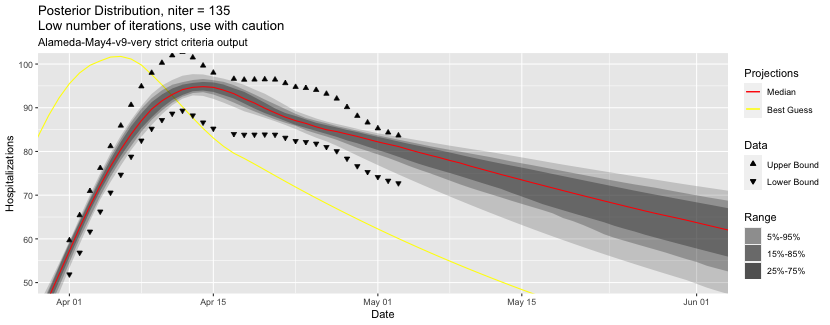 Posterior Distribution, niter = 135
Low number of iterations, use with caution
Alameda-May4-v9-very strict criteria output
Hospitalizations
100
90
80
70
60
50
Apr 01
Apr 15
May 01
May 15
Jun 01
Date
Projections
Median
Best Guess
Data
Upper Bound
Lower Bound
Range
5%-95%
15%-85%
25%-75%